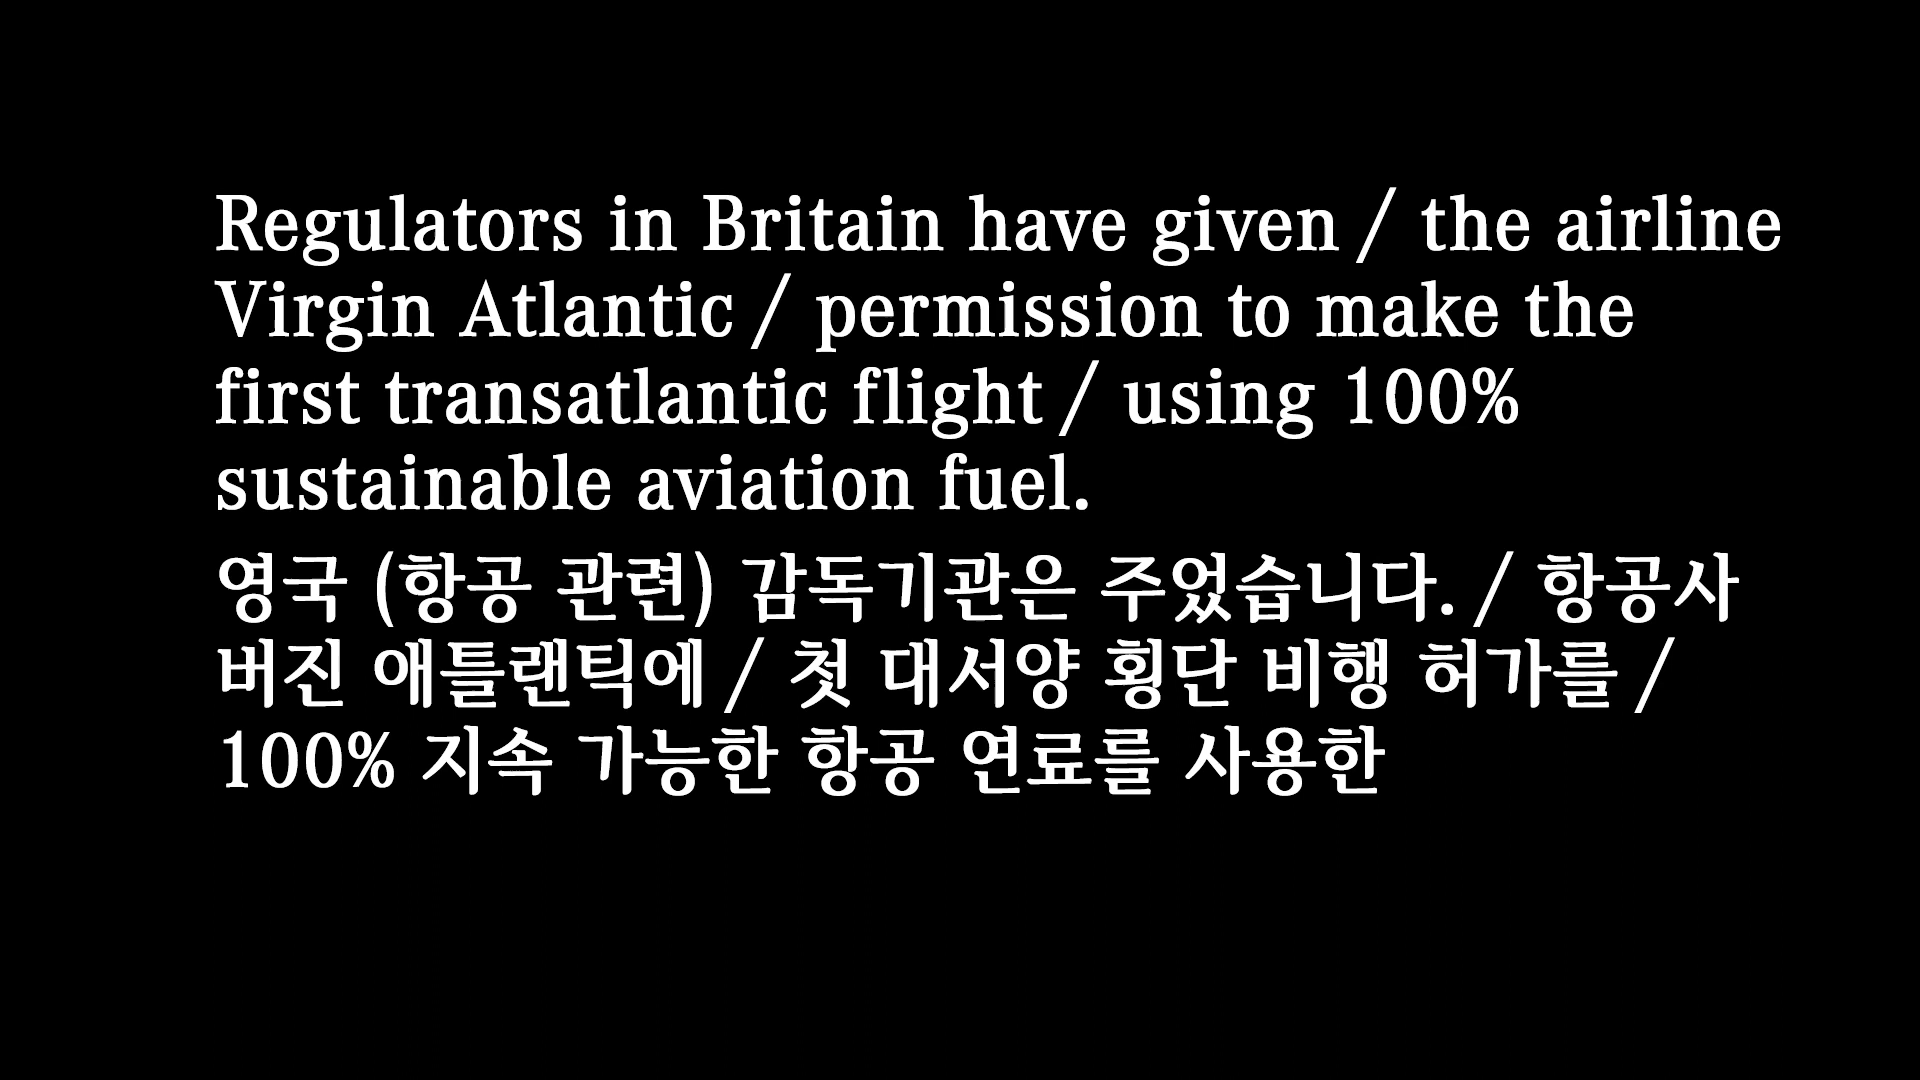 Regulators in Britain have given / the airline
Virgin Atlantic / permission to make the
first transatlantic flight / using 100%
sustainable aviation fuel.
영국 (항공 관련) 감독기관은 주었습니다. / 항공사
버진 애틀랜틱에 / 첫 대서양 횡단 비행 허가를 /
100% 지속 가능한 항공 연료를 사용한